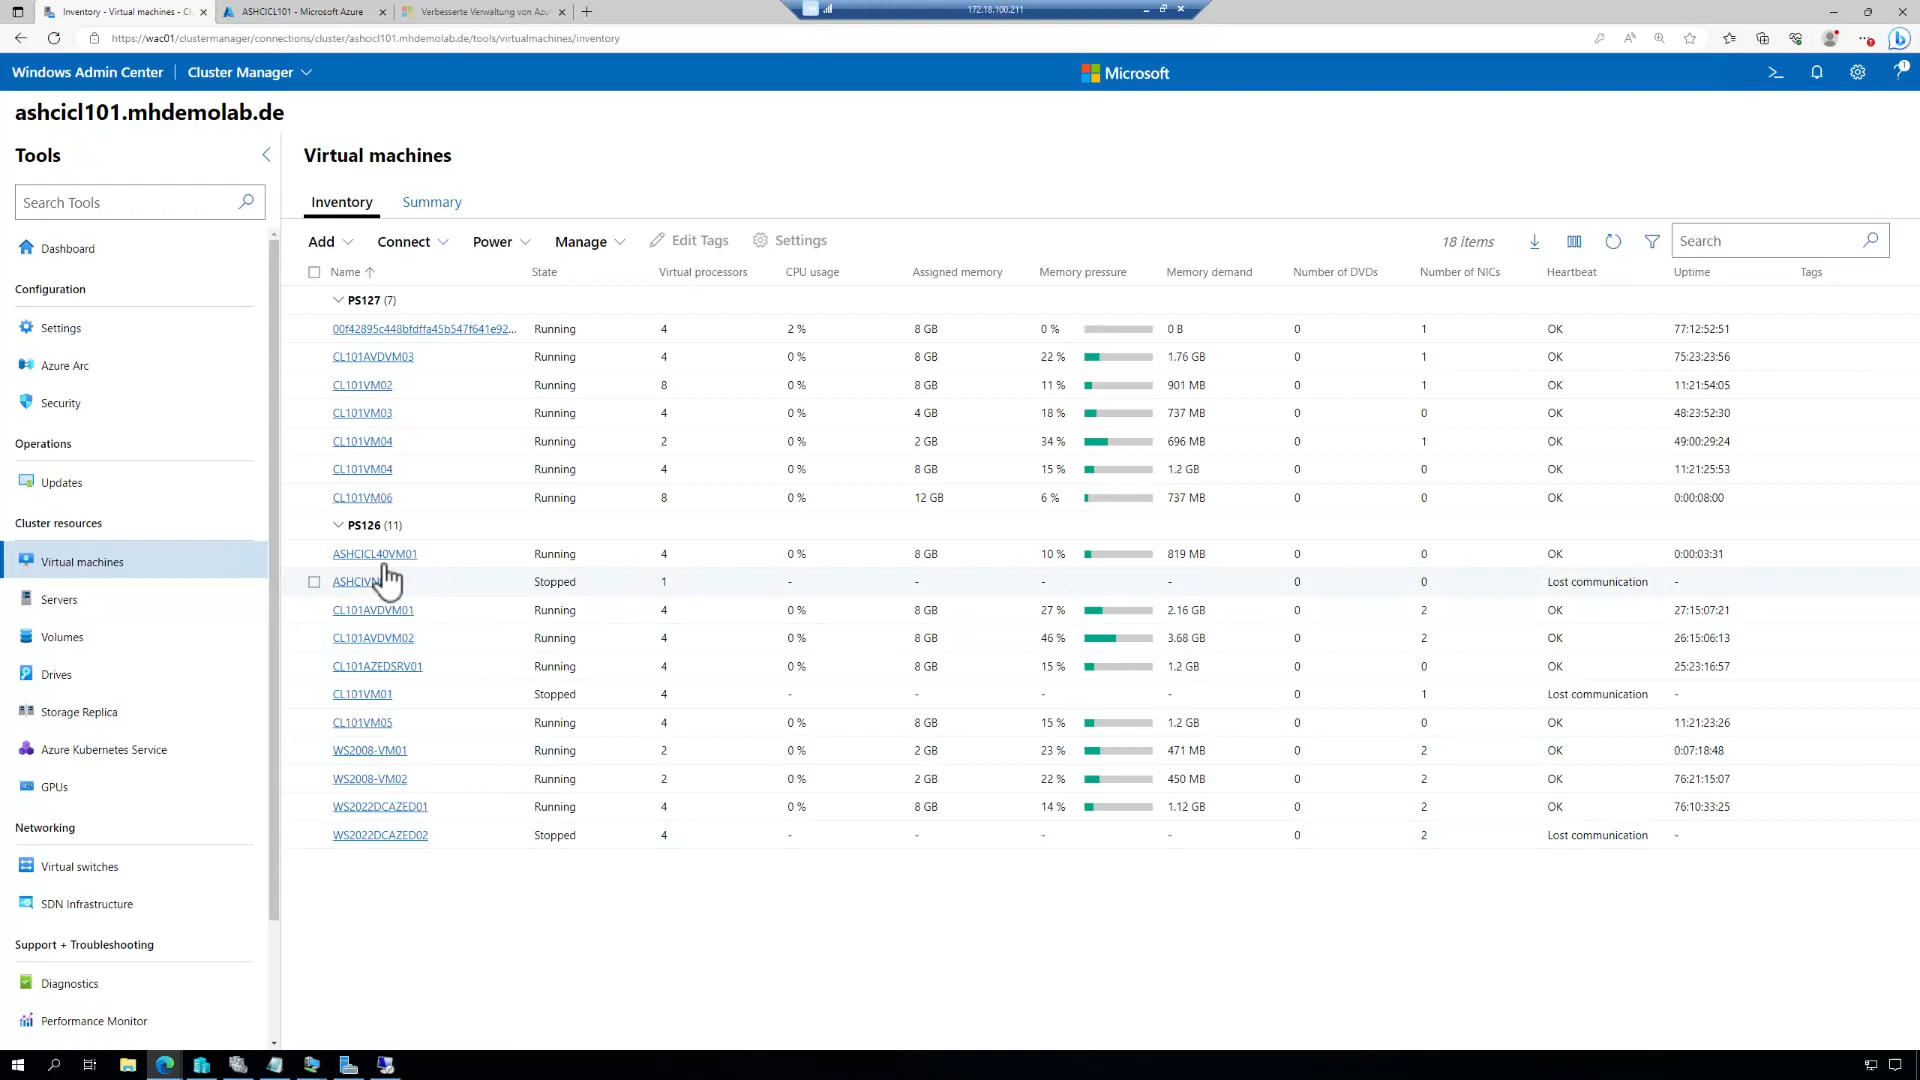 Inventory - Virtual machines - Cl
ASHCICL101 - Microsoft Azure
Verbesserte Verwaltung von Azu
172.18.100.211
https://wac01/clustermanager/connections/cluster/ashcicl101.mhdemolab.de/tools/virtualmachines/inventory
Windows Admin Center | Cluster Manager
Microsoft
1
ashcicl101.mhdemolab.de
Tools
Search Tools
Dashboard
Configuration
Settings
Azure Arc
Security
Operations
Updates
Cluster resources
Virtual machines
Servers
Volumes
Drives
Storage Replica
Azure Kubernetes Service
GPUs
Networking
Virtual switches
SDN Infrastructure
Support + Troubleshooting
Diagnostics
Performance Monitor
Virtual machines
Inventory Summary
Add Connect Power Manage Edit Tags Settings 18 items Search
Name State Virtual processors CPU usage Assigned memory Memory pressure Memory demand Number of DVDs Number of NICs Heartbeat Uptime Tags
PS127 (7)
00f42895c448bfdffa45b547f641e92... Running 4 2 % 8 GB 0 % 0 B 0 1 OK 77:12:52:51
CL101AVDVM03 Running 4 0 % 8 GB 22 % 1.76 GB 0 1 OK 75:23:23:56
CL101VM02 Running 8 0 % 8 GB 11 % 901 MB 0 1 OK 11:21:54:05
CL101VM03 Running 4 0 % 4 GB 18 % 737 MB 0 0 OK 48:23:52:30
CL101VM04 Running 2 0 % 2 GB 34 % 696 MB 0 1 OK 49:00:29:24
CL101VM04 Running 4 0 % 8 GB 15 % 1.2 GB 0 0 OK 11:21:25:53
CL101VM06 Running 8 0 % 12 GB 6 % 737 MB 0 0 OK 0:00:08:00
PS126 (11)
ASHCICL40VM01 Running 4 0 % 8 GB 10 % 819 MB 0 0 OK 0:00:03:31
Stopped 1 - - - - 0 0 Lost communication -
CL101AVDVM01 Running 4 0 % 8 GB 27 % 2.16 GB 0 2 OK 27:15:07:21
CL101AVDVM02 Running 4 0 % 8 GB 46 % 3.68 GB 0 2 OK 26:15:06:13
CL101AZEDSRV01 Running 4 0 % 8 GB 15 % 1.2 GB 0 0 OK 25:23:16:57
CL101VM01 Stopped 4 - - - - 0 1 Lost communication -
CL101VM05 Running 4 0 % 8 GB 15 % 1.2 GB 0 0 OK 11:21:23:26
WS2008-VM01 Running 2 0 % 2 GB 23 % 471 MB 0 2 OK 0:07:18:48
WS2008-VM02 Running 2 0 % 2 GB 22 % 450 MB 0 2 OK 76:21:15:07
WS2022DCAZED01 Running 4 0 % 8 GB 14 % 1.12 GB 0 2 OK 76:10:33:25
WS2022DCAZED02 Stopped 4 - - - - 0 2 Lost communication -